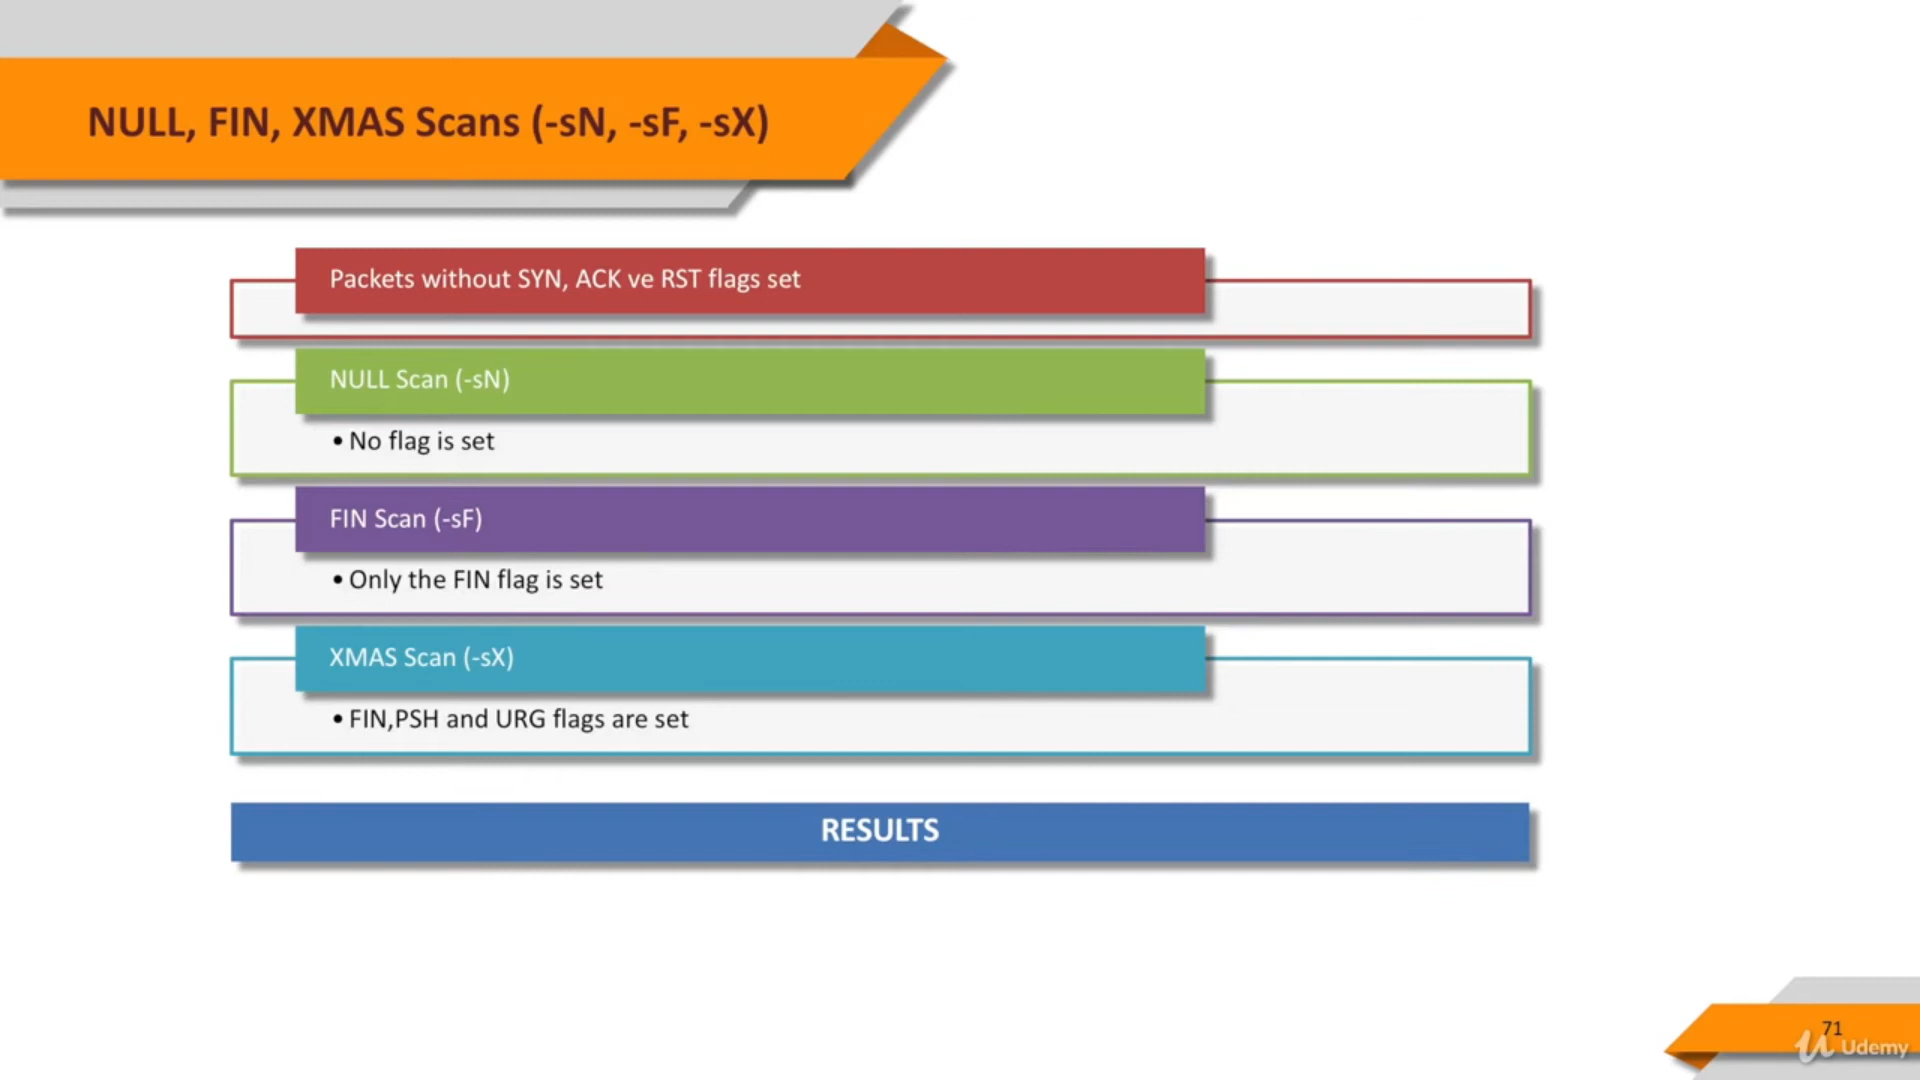 NULL, FIN, XMAS Scans (-sN, -sF, -sX)
Packets without SYN, ACK ve RST flags set
NULL Scan (-sN)
• No flag is set
FIN Scan (-sF)
• Only the FIN flag is set
XMAS Scan (-sX)
• FIN,PSH and URG flags are set
RESULTS
71
Udemy